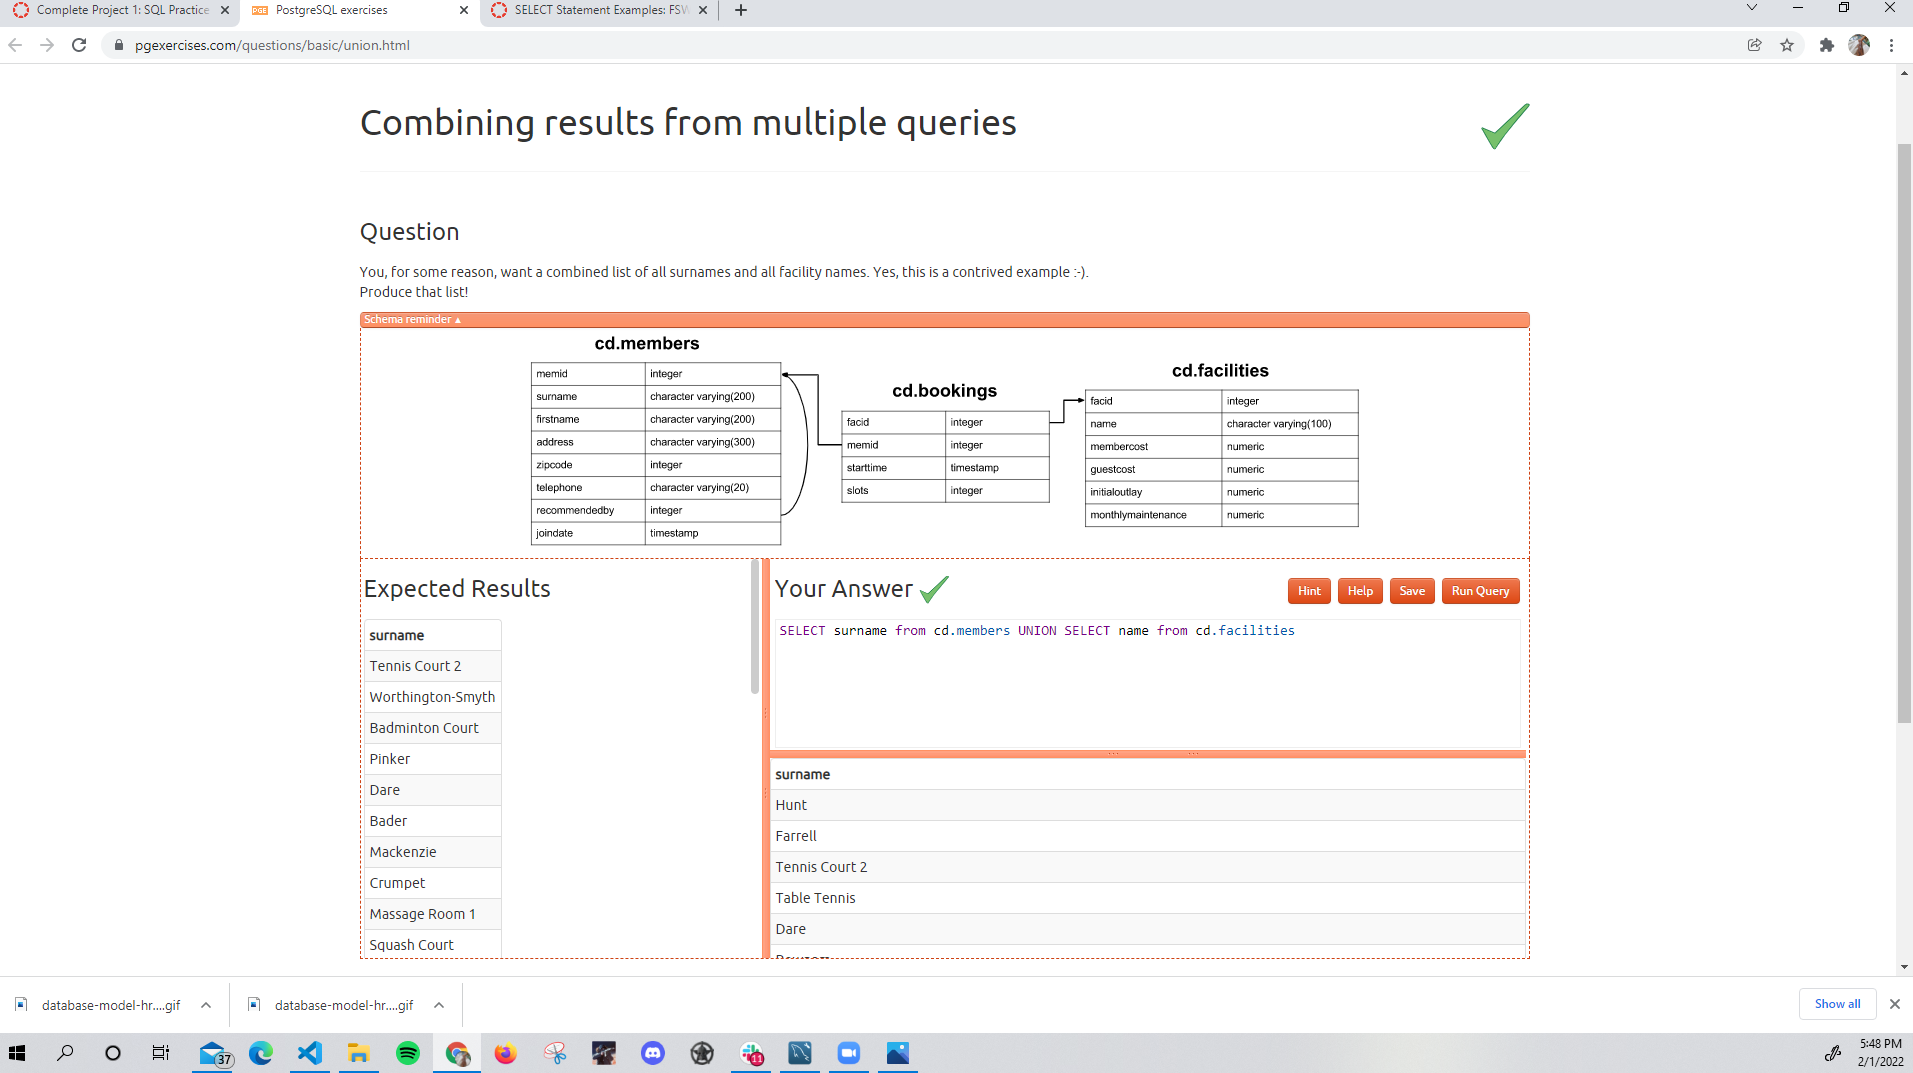 Complete Project 1: SQL Practice
PostgreSQL exercises
SELECT Statement Examples: FSW
pgexercises.com/questions/basic/union.html
Combining results from multiple queries
Question
You, for some reason, want a combined list of all surnames and all facility names. Yes, this is a contrived example :-).
Produce that list!
Schema reminder ▲
cd.members
memid integer
surname character varying(200)
firstname character varying(200)
address character varying(300)
zipcode integer
telephone character varying(20)
recommendedby integer
joindate timestamp
cd.bookings
facid integer
memid integer
starttime timestamp
slots integer
cd.facilities
facid integer
name character varying(100)
membercost numeric
guestcost numeric
initialoutlay numeric
monthlymaintenance numeric
Expected Results
surname
Tennis Court 2
Worthington-Smyth
Badminton Court
Pinker
Dare
Bader
Mackenzie
Crumpet
Massage Room 1
Squash Court
Your Answer
Hint Help Save Run Query
SELECT surname from cd.members UNION SELECT name from cd.facilities
surname
Hunt
Farrell
Tennis Court 2
Table Tennis
Dare
database-model-hr....gif
database-model-hr....gif
Show all
37
11
5:48 PM
2/1/2022